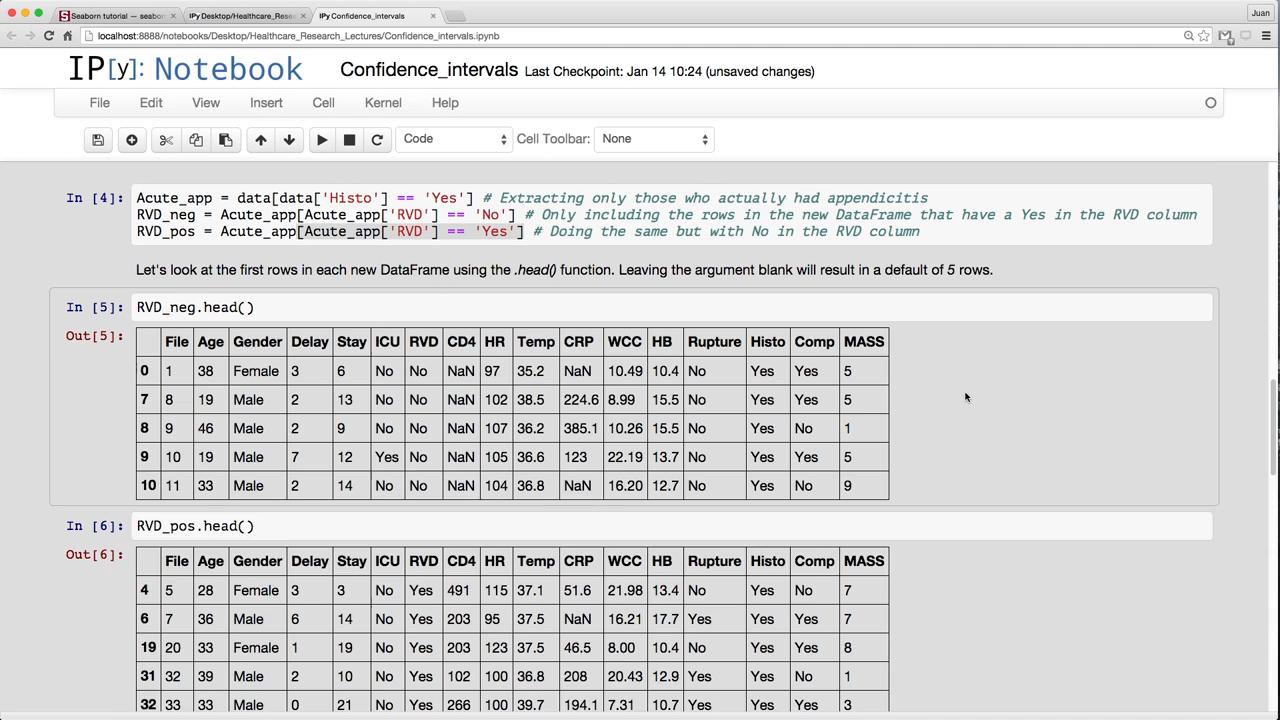 Seaborn tutorial — seabo
IPy Desktop/Healthcare_Resea
IPy Confidence_intervals
Juan
localhost:8888/notebooks/Desktop/Healthcare_Research_Lectures/Confidence_intervals.ipynb
IP[y]: Notebook Confidence_intervals Last Checkpoint: Jan 14 10:24 (unsaved changes)
File Edit View Insert Cell Kernel Help
Code Cell Toolbar: None
In [4]: Acute_app = data[data['Histo'] == 'Yes'] # Extracting only those who actually had appendicitis
RVD_neg = Acute_app[Acute_app['RVD'] == 'No'] # Only including the rows in the new DataFrame that have a Yes in the RVD column
RVD_pos = Acute_app[Acute_app['RVD'] == 'Yes'] # Doing the same but with No in the RVD column
Let's look at the first rows in each new DataFrame using the .head() function. Leaving the argument blank will result in a default of 5 rows.
In [5]: RVD_neg.head()
Out[5]:
File Age Gender Delay Stay ICU RVD CD4 HR Temp CRP WCC HB Rupture Histo Comp MASS
0 1 38 Female 3 6 No No NaN 97 35.2 NaN 10.49 10.4 No Yes Yes 5
7 8 19 Male 2 13 No No NaN 102 38.5 224.6 8.99 15.5 No Yes Yes 5
8 9 46 Male 2 9 No No NaN 107 36.2 385.1 10.26 15.5 No Yes No 1
9 10 19 Male 7 12 Yes No NaN 105 36.6 123 22.19 13.7 No Yes Yes 5
10 11 33 Male 2 14 No No NaN 104 36.8 NaN 16.20 12.7 No Yes No 9
In [6]: RVD_pos.head()
Out[6]:
File Age Gender Delay Stay ICU RVD CD4 HR Temp CRP WCC HB Rupture Histo Comp MASS
4 5 28 Female 3 3 No Yes 491 115 37.1 51.6 21.98 13.4 No Yes No 7
6 7 36 Male 6 14 No Yes 203 95 37.5 NaN 16.21 17.7 Yes Yes Yes 7
19 20 33 Female 1 19 No Yes 203 123 37.5 46.5 8.00 10.4 No Yes Yes 8
31 32 39 Male 2 10 No Yes 102 100 36.8 208 20.43 12.9 Yes Yes No 1
32 33 33 Male 0 21 No Yes 266 100 39.7 194.1 7.31 10.7 Yes Yes Yes 3